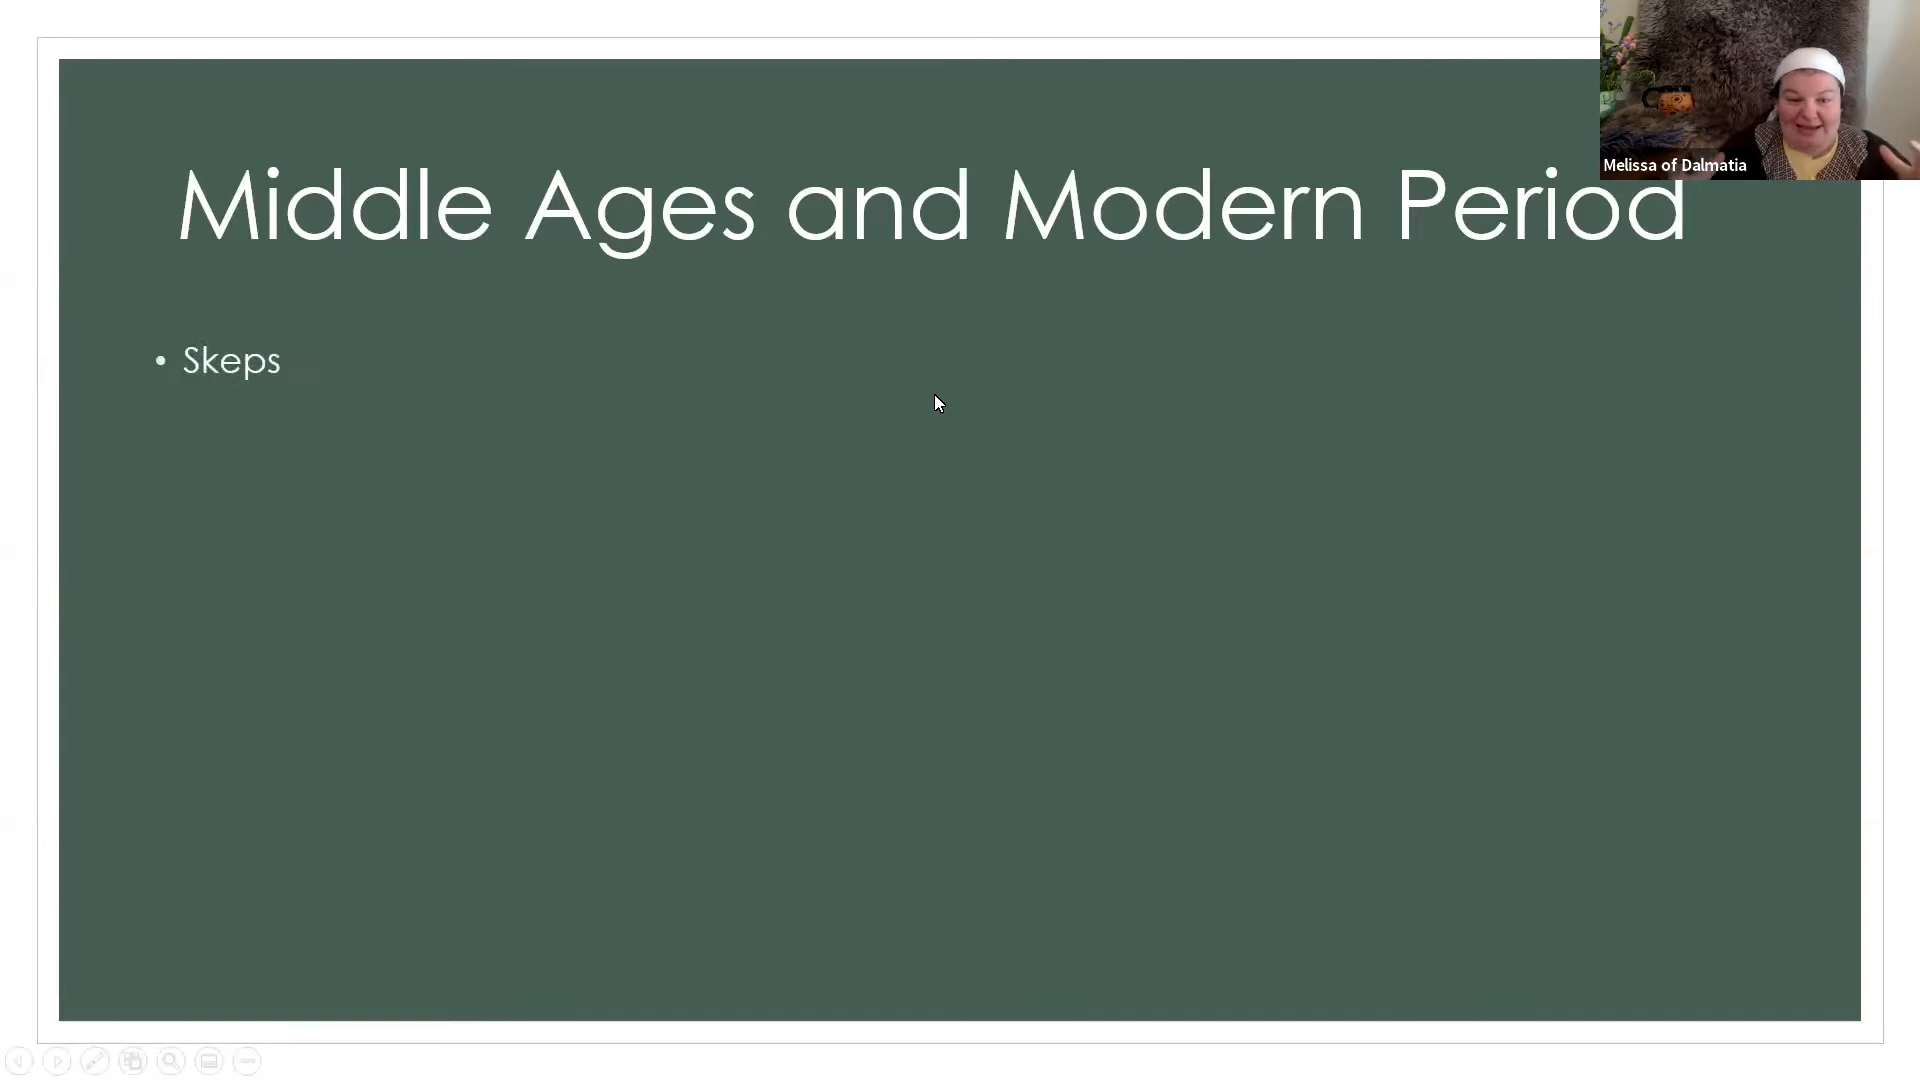 Middle Ages and Modern Period
• Skeps
Melissa of Dalmatia